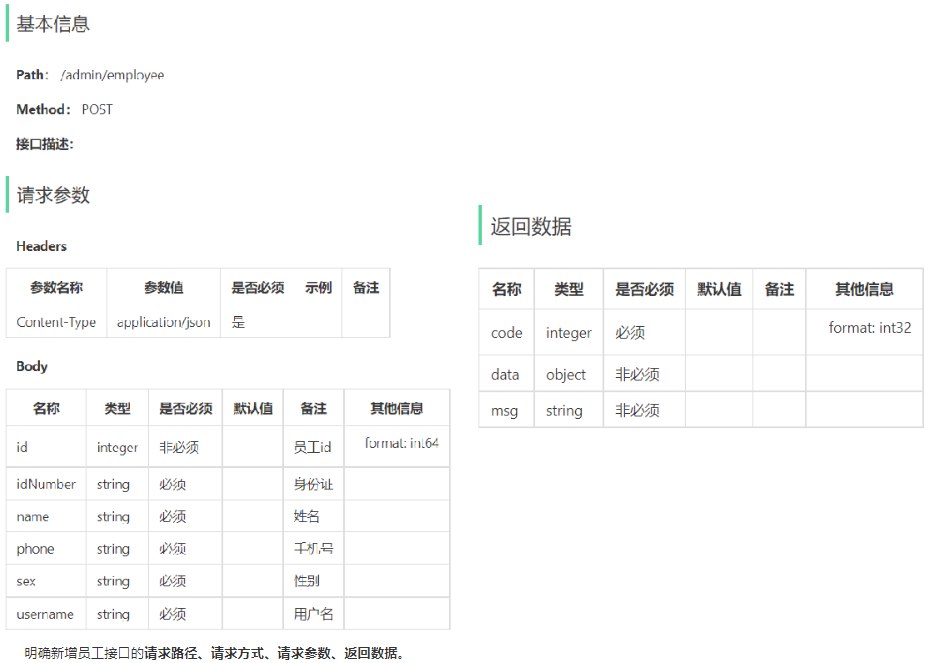 基本信息
Path： /admin/employee
Method： POST
接口描述：
请求参数
Headers
参数名称 参数值 是否必须 示例 备注
Content-Type application/json 是
Body
名称 类型 是否必须 默认值 备注 其他信息
id integer 非必须 员工id format: int64
idNumber string 必须 身份证
name string 必须 姓名
phone string 必须 手机号
sex string 必须 性别
username string 必须 用户名
返回数据
名称 类型 是否必须 默认值 备注 其他信息
code integer 必须 format: int32
data object 非必须
msg string 非必须
明确新增员工接口的请求路径、请求方式、请求参数、返回数据。